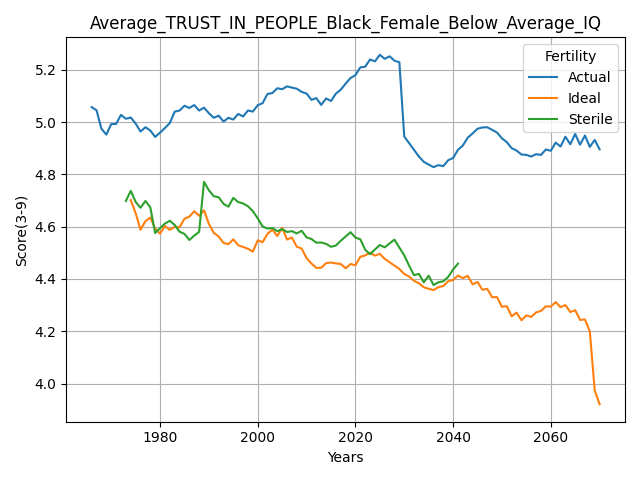 Average_TRUST_IN_PEOPLE_Black_Female_Below_Average_IQ
Fertility
Actual
Ideal
Sterile
Score(3-9)
5.2
5.0
4.8
4.6
4.4
4.2
4.0
1980
2000
2020
2040
2060
Years